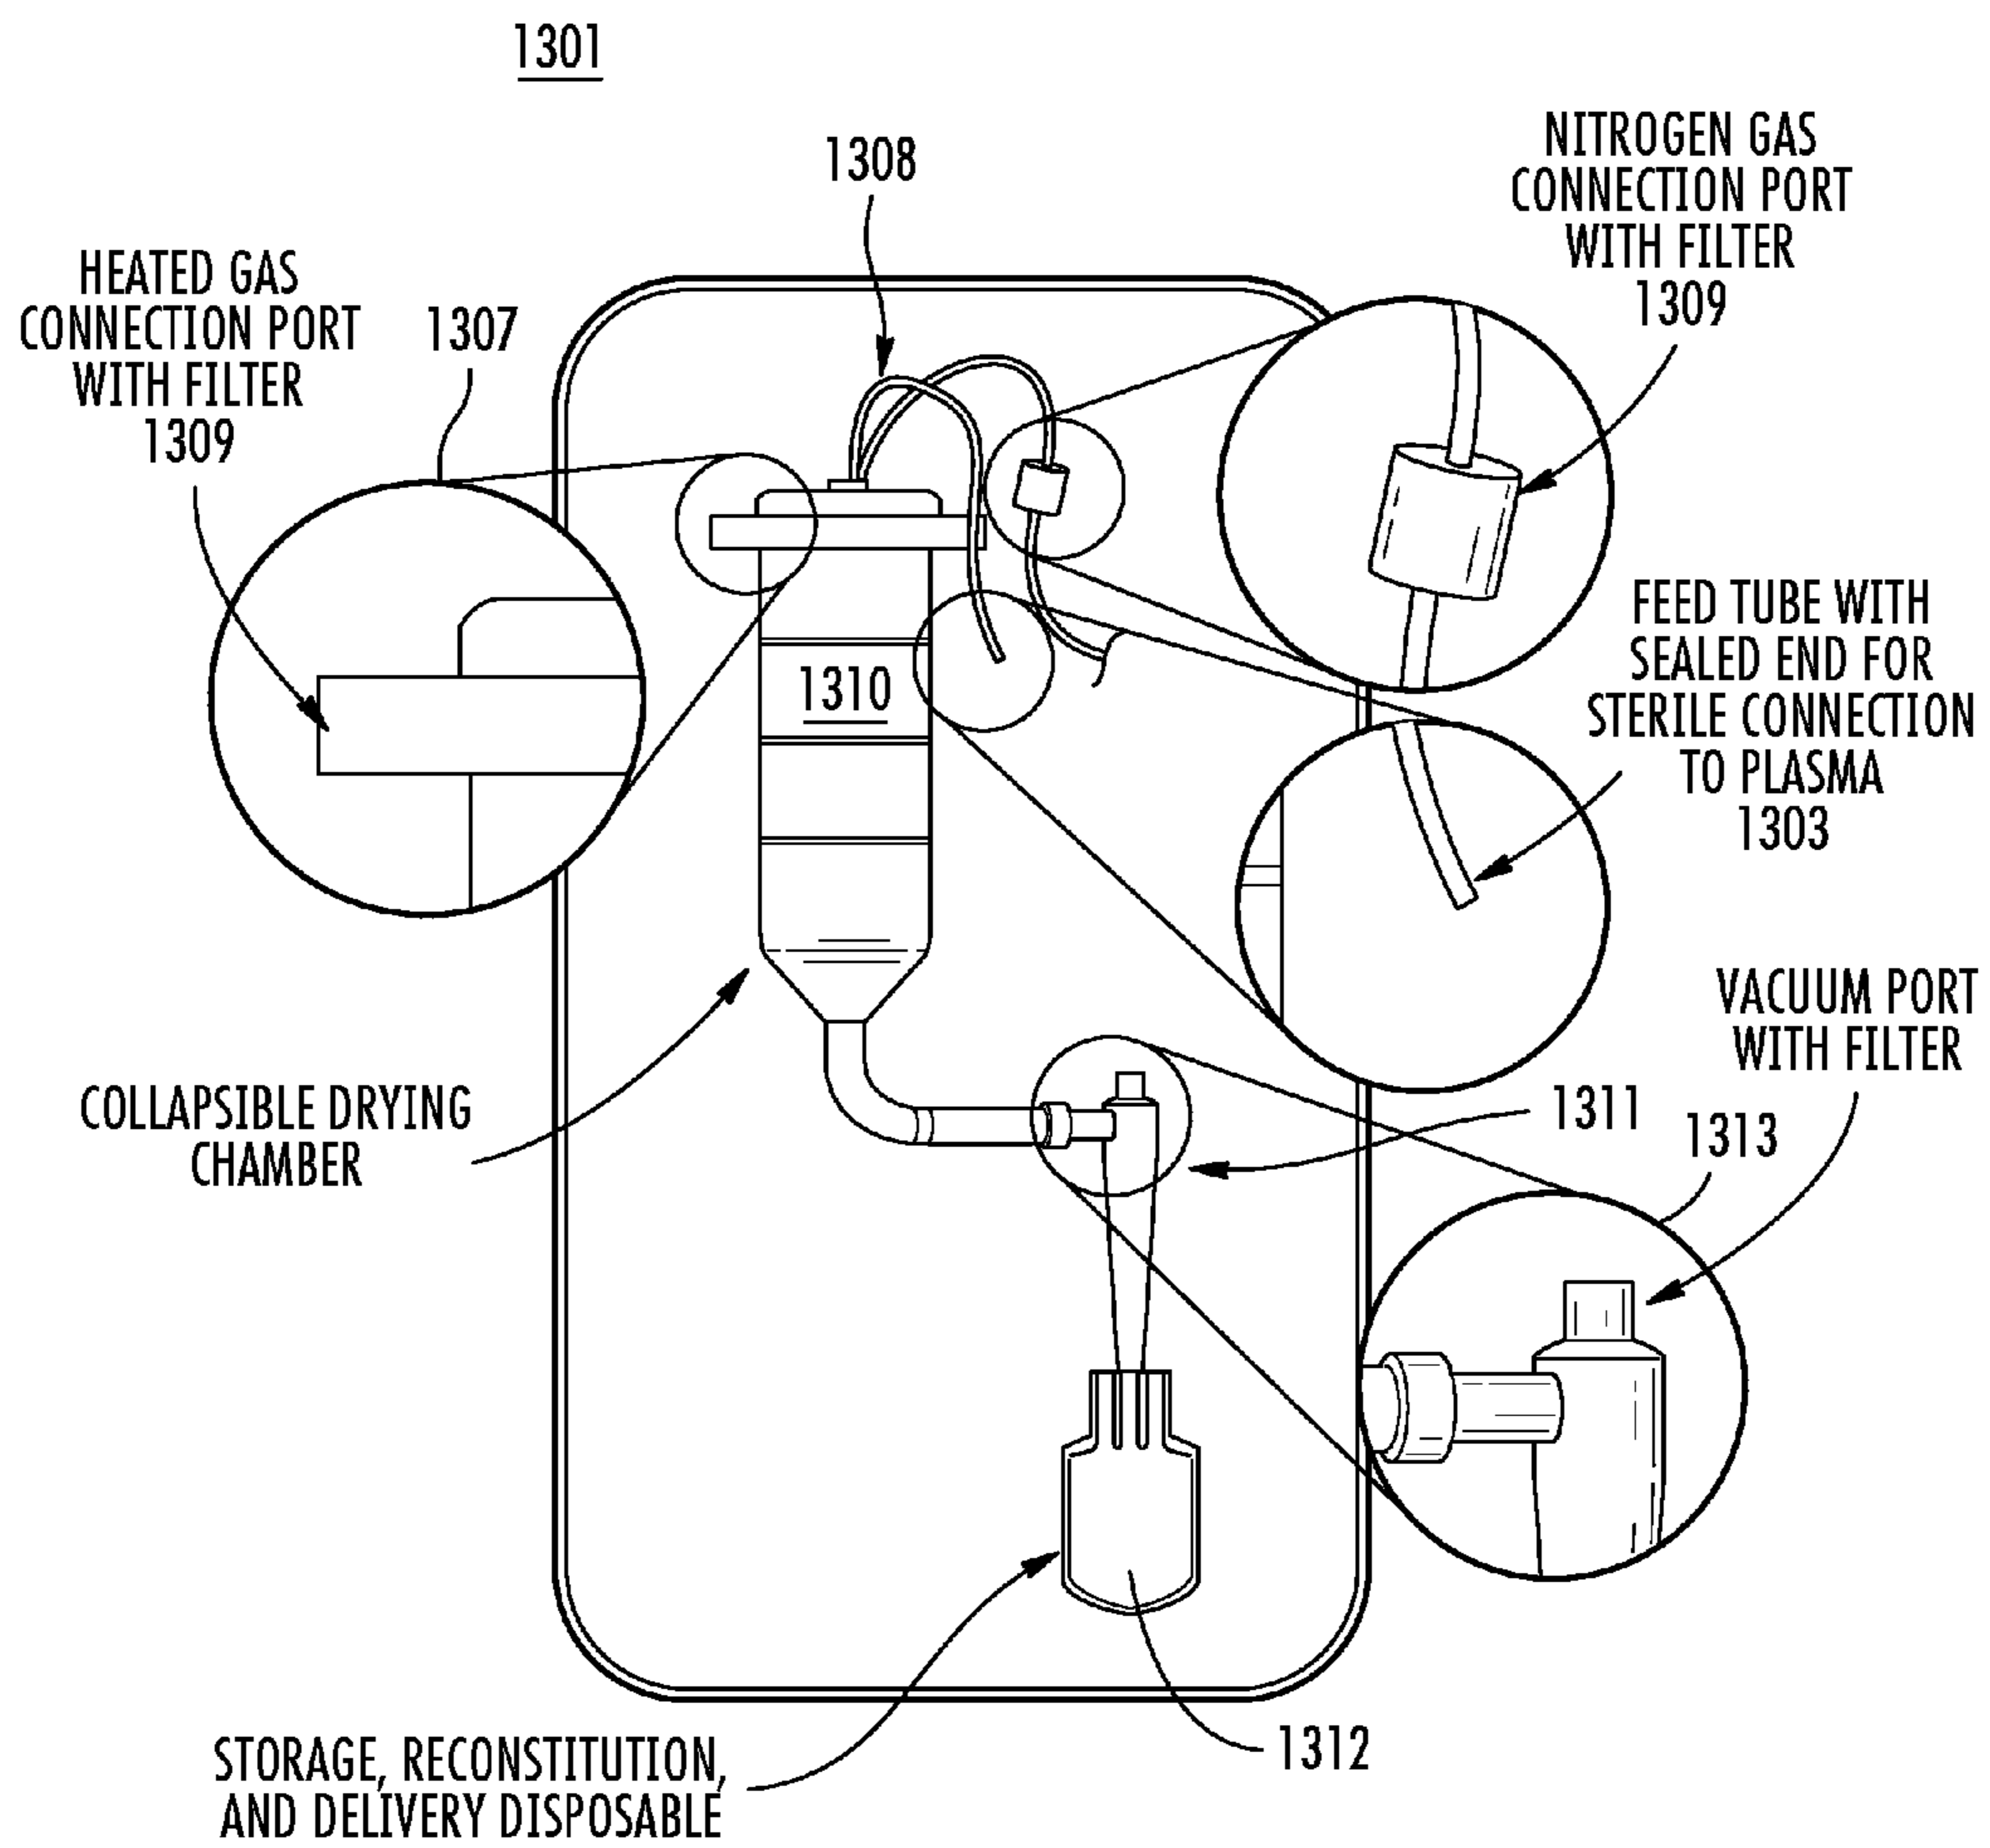 1301
1308
NITROGEN GAS
CONNECTION PORT
WITH FILTER
1309
HEATED GAS
CONNECTION PORT
WITH FILTER
1309
1307
FEED TUBE WITH
SEALED END FOR
STERILE CONNECTION
TO PLASMA
1303
1310
VACUUM PORT
WITH FILTER
COLLAPSIBLE DRYING
CHAMBER
1311
1313
STORAGE, RECONSTITUTION,
AND DELIVERY DISPOSABLE
1312